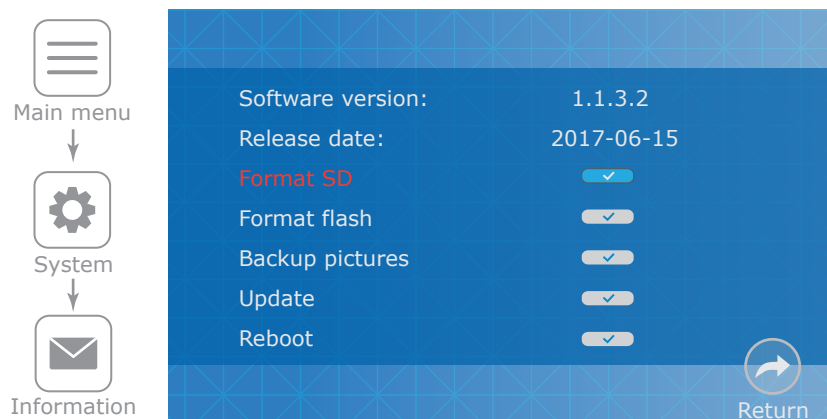 Main menu
System
Information
Software version: 1.1.3.2
Release date: 2017-06-15
Format SD
Format flash
Backup pictures
Update
Reboot
Return